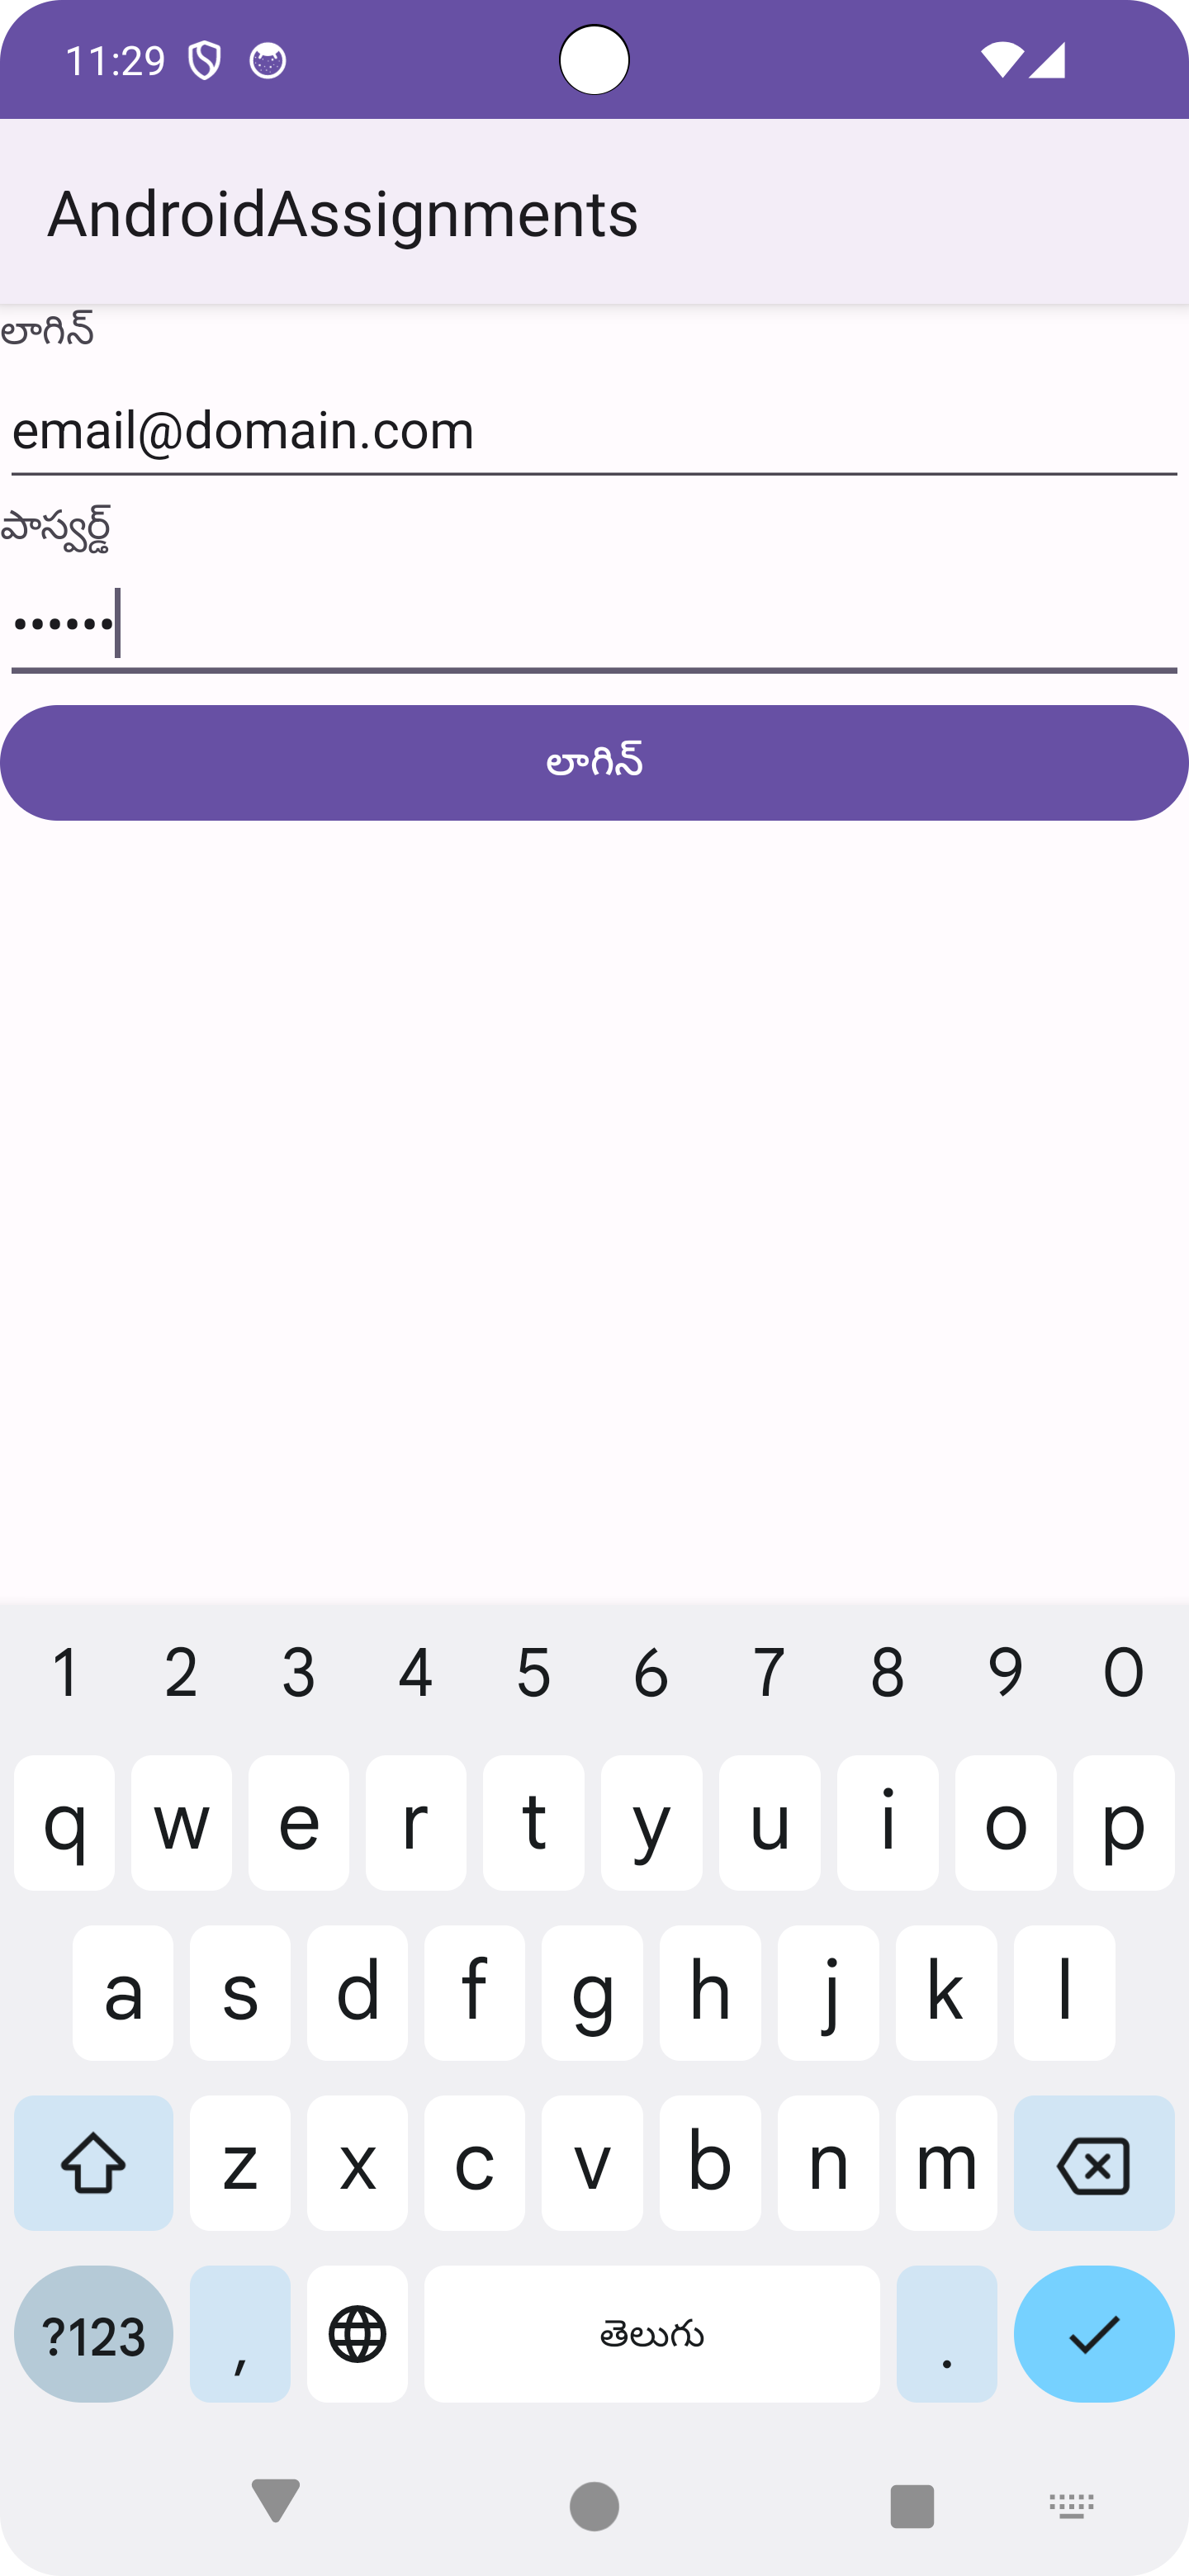 11:29
AndroidAssignments
లాగిన్
email@domain.com
పాస్వర్డ్
••••••
లాగిన్
1 2 3 4 5 6 7 8 9 0
q w e r t y u i o p
a s d f g h j k l
z x c v b n m
?123 , తెలుగు .